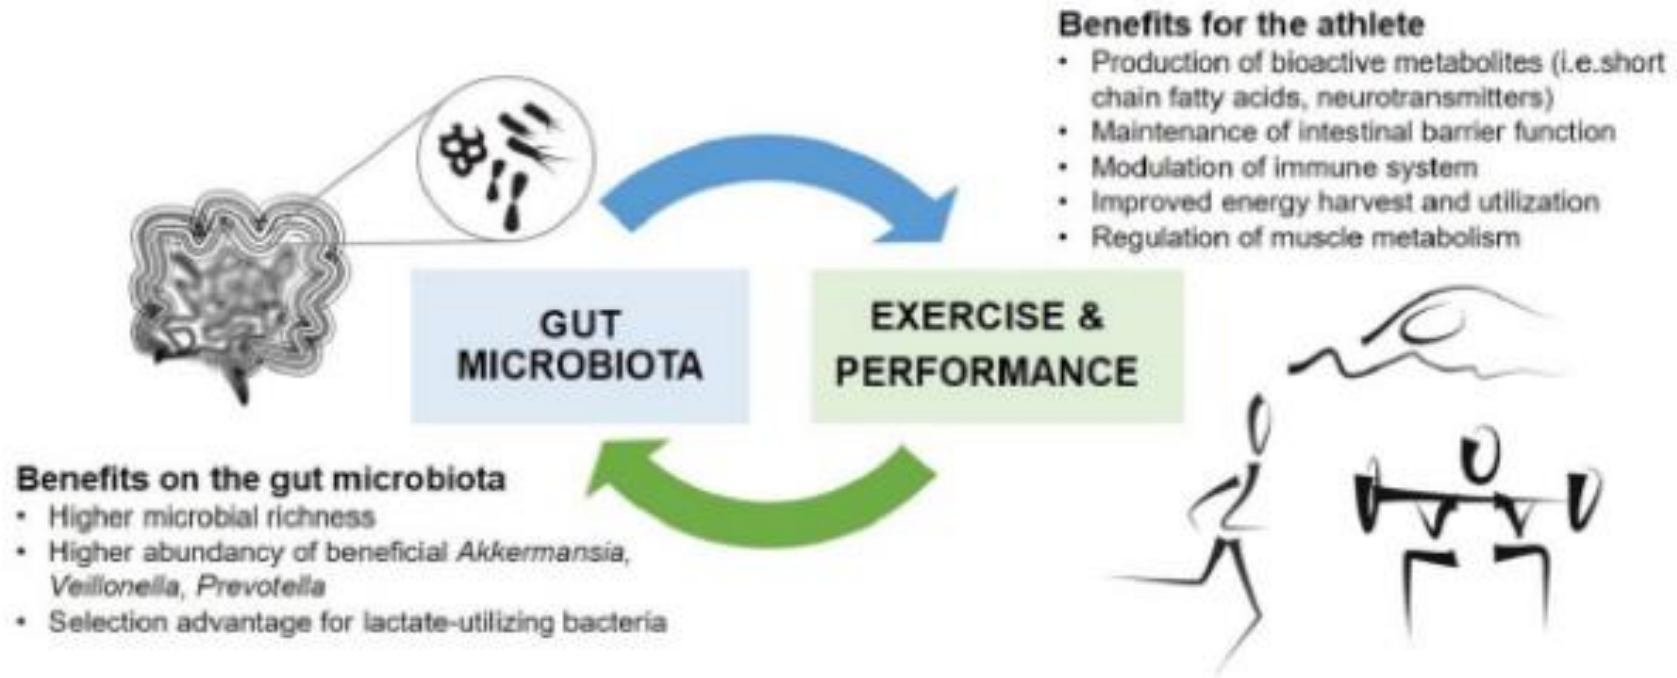 Benefits for the athlete
• Production of bioactive metabolites (i.e.short
chain fatty acids, neurotransmitters)
• Maintenance of intestinal barrier function
• Modulation of immune system
• Improved energy harvest and utilization
• Regulation of muscle metabolism
GUT
MICROBIOTA
EXERCISE &
PERFORMANCE
Benefits on the gut microbiota
• Higher microbial richness
• Higher abundancy of beneficial Akkermansia,
Veillonella, Prevotella
• Selection advantage for lactate-utilizing bacteria